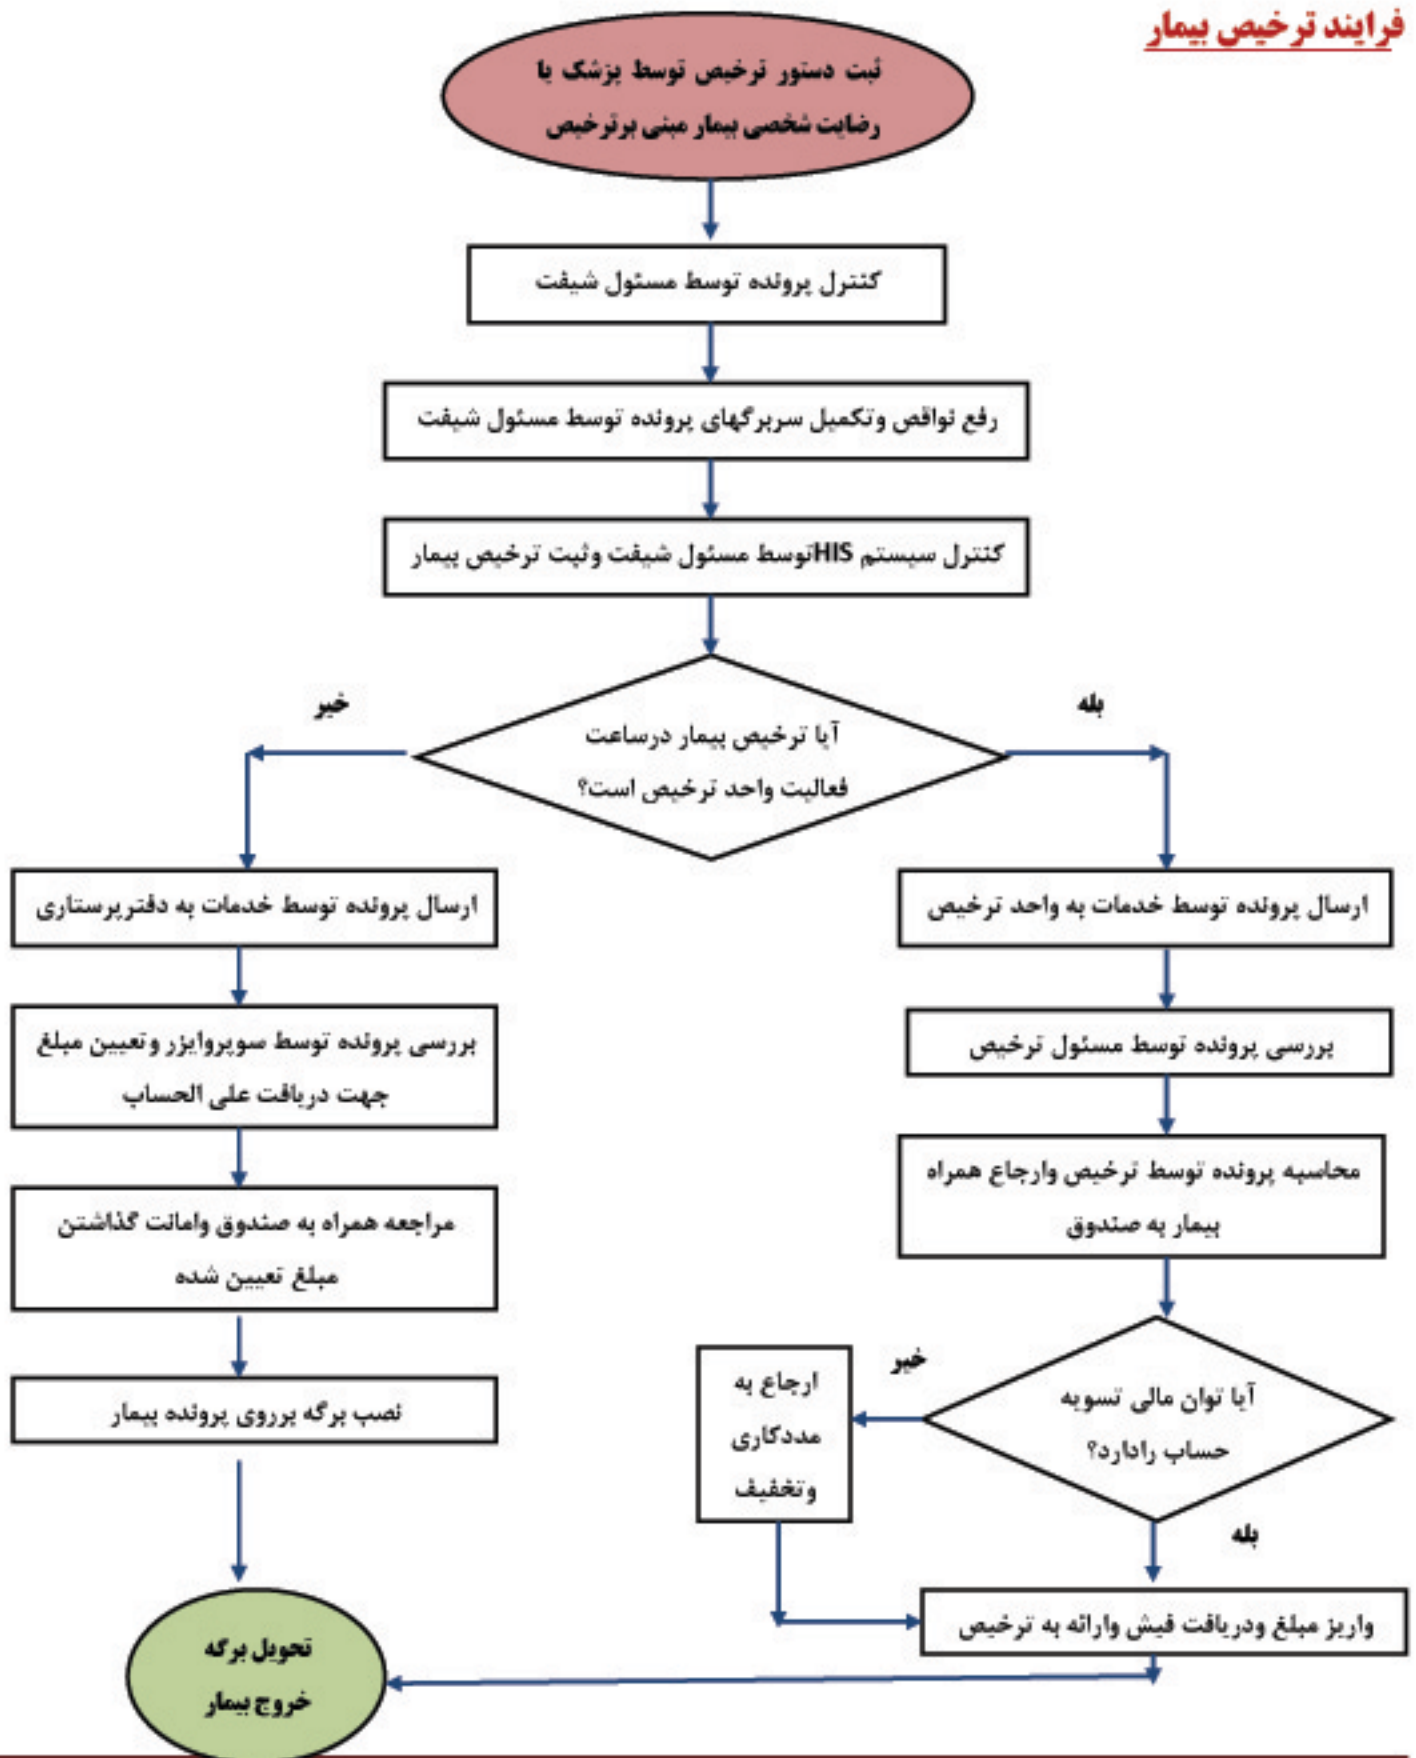 فرایند ترخیص بیمار
ثبت دستور ترخیص توسط پزشک یا
رضایت شخصی بیمار مبنی برترخیص
کنترل پرونده توسط مسئول شیفت
رفع نواقص وتکمیل سربرگهای پرونده توسط مسئول شیفت
کنترل سیستم HISتوسط مسئول شیفت وثبت ترخیص بیمار
آیا ترخیص بیمار درساعت
فعالیت واحد ترخیص است؟
بله
خیر
ارسال پرونده توسط خدمات به واحد ترخیص
بررسی پرونده توسط مسئول ترخیص
محاسبه پرونده توسط ترخیص وارجاع همراه
بیمار به صندوق
آیا توان مالی تسویه
حساب رادارد؟
خیر
ارجاع به
مددکاری
وتخفیف
بله
واریز مبلغ ودریافت فیش وارائه به ترخیص
ارسال پرونده توسط خدمات به دفترپرستاری
بررسی پرونده توسط سوپروایزر وتعیین مبلغ
جهت دریافت علی الحساب
مراجعه همراه به صندوق وامانت گذاشتن
مبلغ تعیین شده
نصب برگه برروی پرونده بیمار
تحویل برگه
خروج بیمار